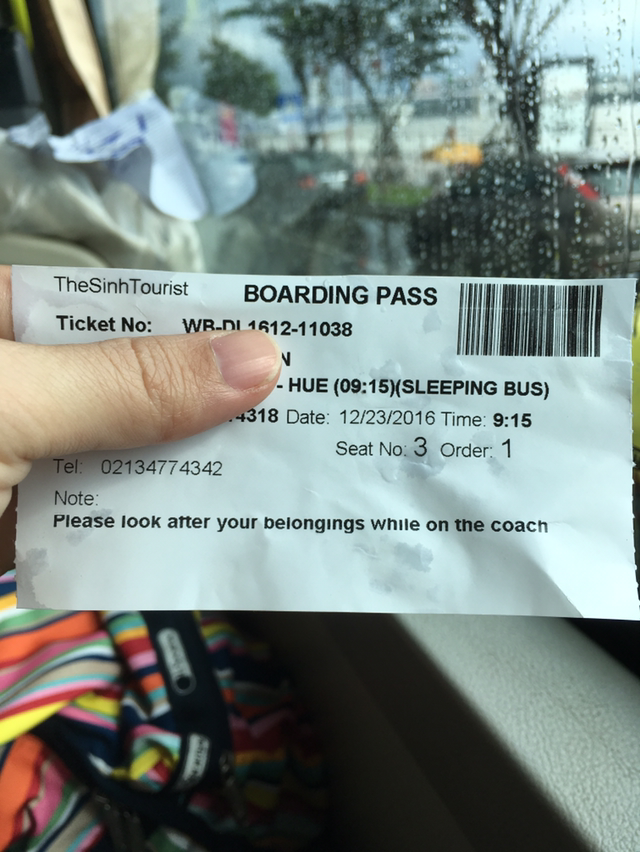 TheSinhTourist
BOARDING PASS
Ticket No: WB-DL1612-11038
N
- HUE (09:15)(SLEEPING BUS)
4318 Date: 12/23/2016 Time: 9:15
Seat No: 3 Order: 1
Tel: 02134774342
Note:
Please look after your belongings while on the coach